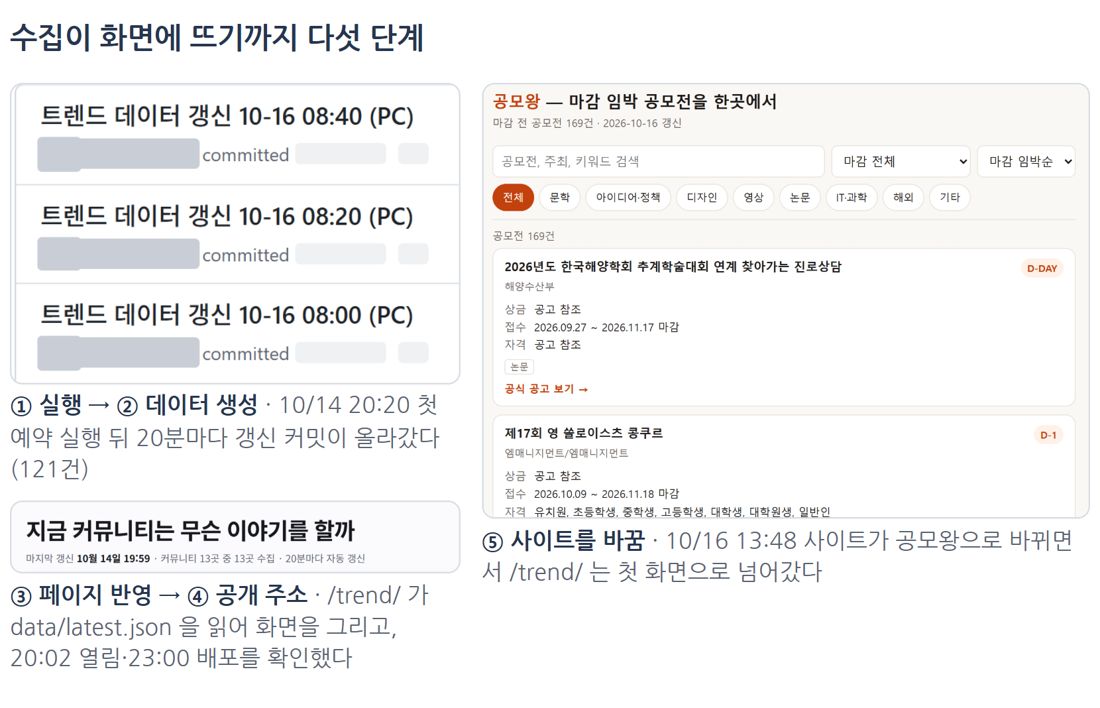 수집이 화면에 뜨기까지 다섯 단계
트렌드 데이터 갱신 10-16 08:40 (PC)
committed
트렌드 데이터 갱신 10-16 08:20 (PC)
committed
트렌드 데이터 갱신 10-16 08:00 (PC)
committed
① 실행 → ② 데이터 생성 · 10/14 20:20 첫
예약 실행 뒤 20분마다 갱신 커밋이 올라갔다
(121건)
지금 커뮤니티는 무슨 이야기를 할까
마지막 갱신 10월 14일 19:59 · 커뮤니티 13곳 중 13곳 수집 · 20분마다 자동 갱신
③ 페이지 반영 → ④ 공개 주소 · /trend/ 가
data/latest.json 을 읽어 화면을 그리고,
20:02 열림·23:00 배포를 확인했다
공모왕 — 마감 임박 공모전을 한곳에서
마감 전 공모전 169건 · 2026-10-16 갱신
공모전, 주최, 키워드 검색
마감 전체
마감 임박순
전체
문학
아이디어·정책
디자인
영상
논문
IT·과학
해외
기타
공모전 169건
2026년도 한국해양학회 추계학술대회 연계 찾아가는 진로상담
D-DAY
해양수산부
상금 공고 참조
접수 2026.09.27 ~ 2026.11.17 마감
자격 공고 참조
논문
공식 공고 보기 →
제17회 영 쏠로이스츠 콩쿠르
D-1
엠매니지먼트/엠매니지먼트
상금 공고 참조
접수 2026.10.09 ~ 2026.11.18 마감
자격 유치원, 초등학생, 중학생, 고등학생, 대학생, 대학원생, 일반인
⑤ 사이트를 바꿈 · 10/16 13:48 사이트가 공모왕으로 바뀌면
서 /trend/ 는 첫 화면으로 넘어갔다